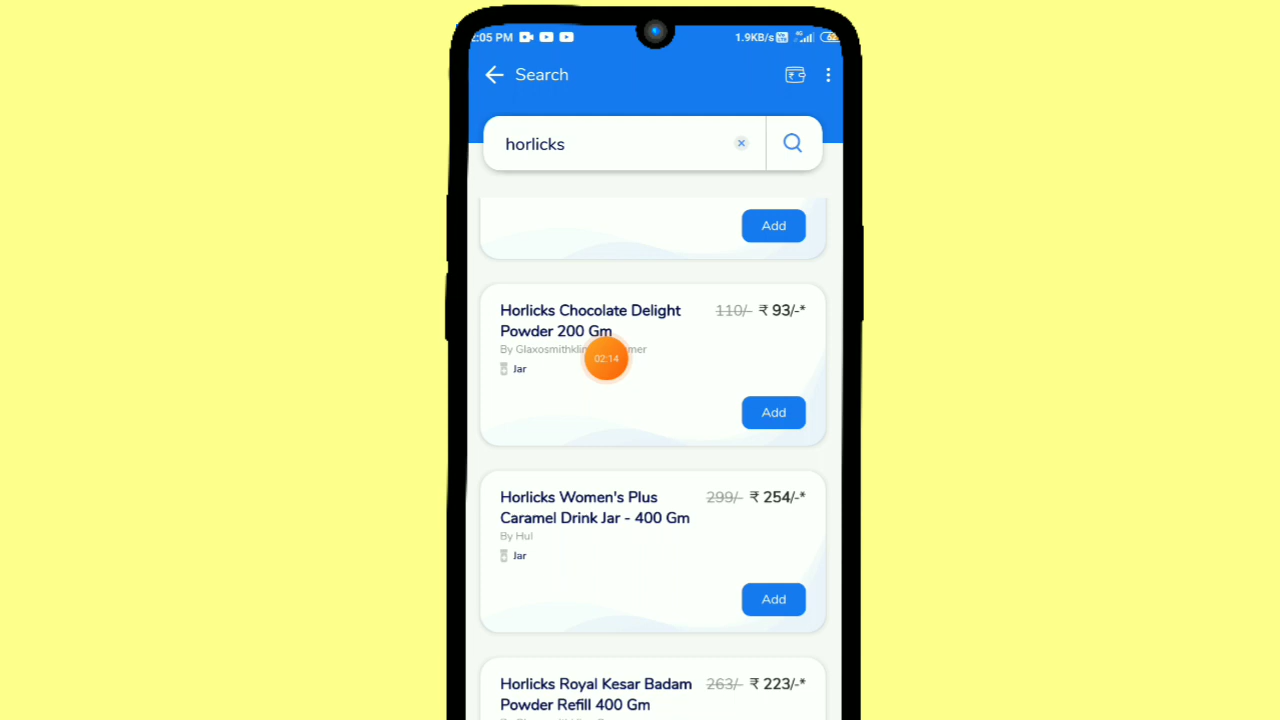 2:05 PM 1.9KB/s
Search
horlicks
Add
Horlicks Chocolate Delight 110/- ₹ 93/-*
Powder 200 Gm
By
02:14
Jar
Add
Horlicks Women's Plus 299/- ₹ 254/-*
Caramel Drink Jar - 400 Gm
By Hul
Jar
Add
Horlicks Royal Kesar Badam 263/- ₹ 223/-*
Powder Refill 400 Gm